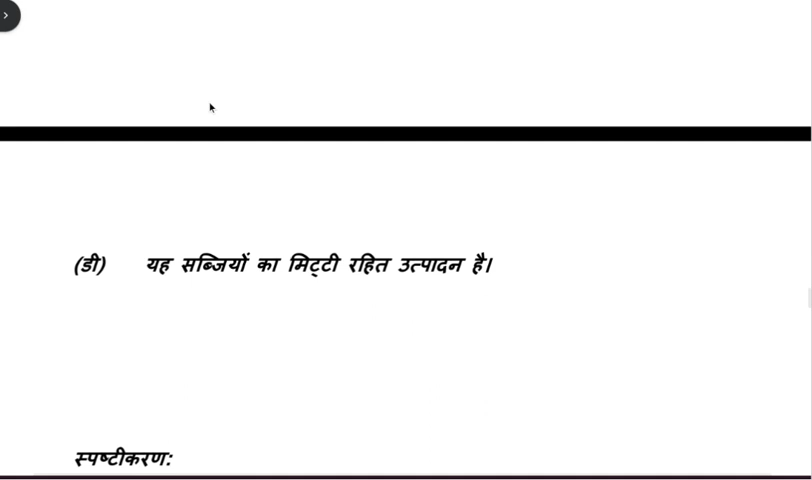 (डी) यह सब्जियों का मिट्टी रहित उत्पादन है।
स्पष्टीकरण: